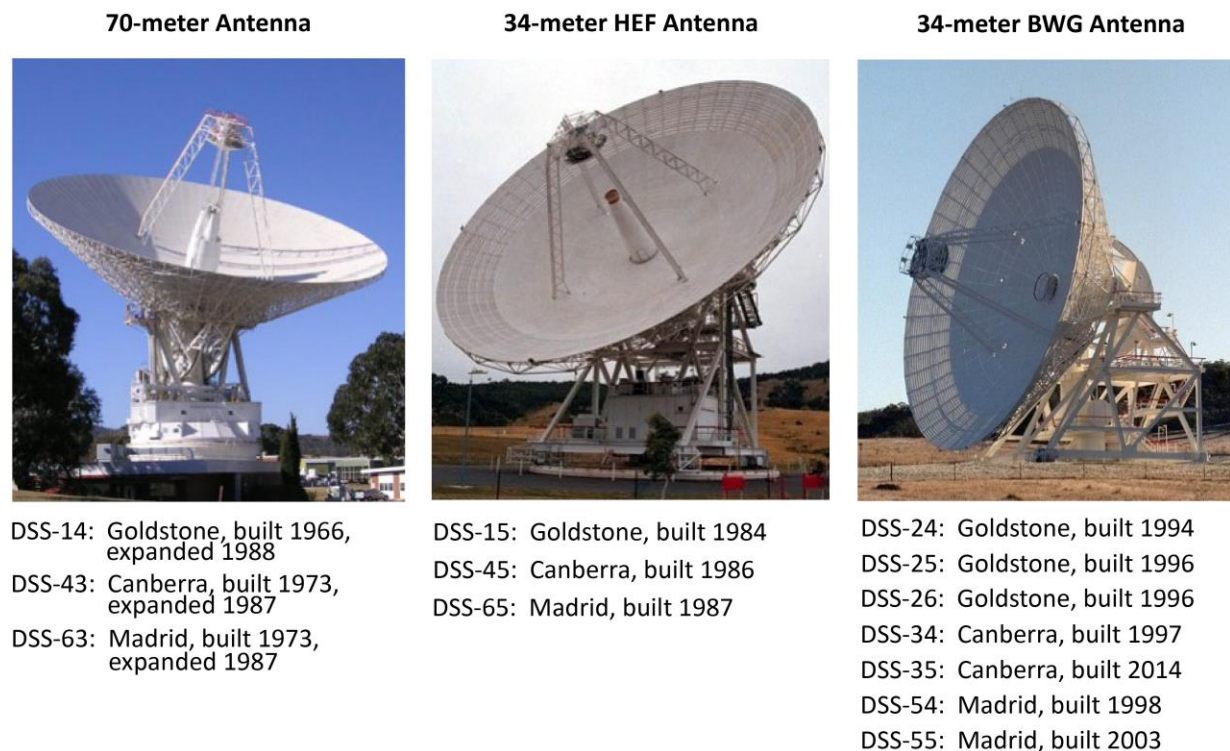 70-meter Antenna
34-meter HEF Antenna
34-meter BWG Antenna
DSS-14: Goldstone, built 1966,
expanded 1988
DSS-43: Canberra, built 1973,
expanded 1987
DSS-63: Madrid, built 1973,
expanded 1987
DSS-15: Goldstone, built 1984
DSS-45: Canberra, built 1986
DSS-65: Madrid, built 1987
DSS-24: Goldstone, built 1994
DSS-25: Goldstone, built 1996
DSS-26: Goldstone, built 1996
DSS-34: Canberra, built 1997
DSS-35: Canberra, built 2014
DSS-54: Madrid, built 1998
DSS-55: Madrid, built 2003